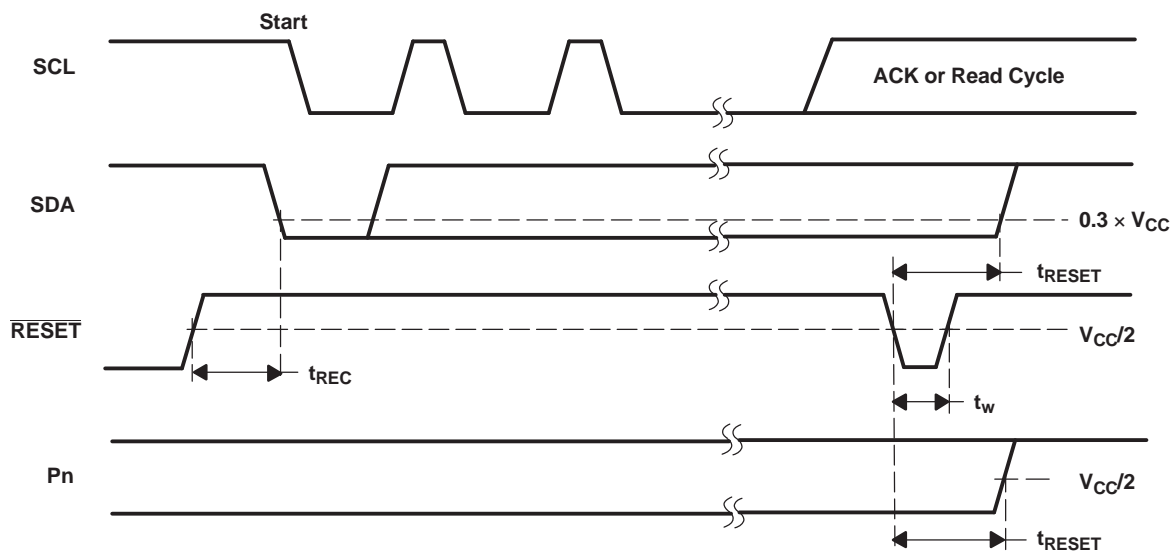 Start
SCL
ACK or Read Cycle
SDA
0.3 × VCC
tRESET
RESET
VCC/2
tREC
tW
Pn
VCC/2
tRESET